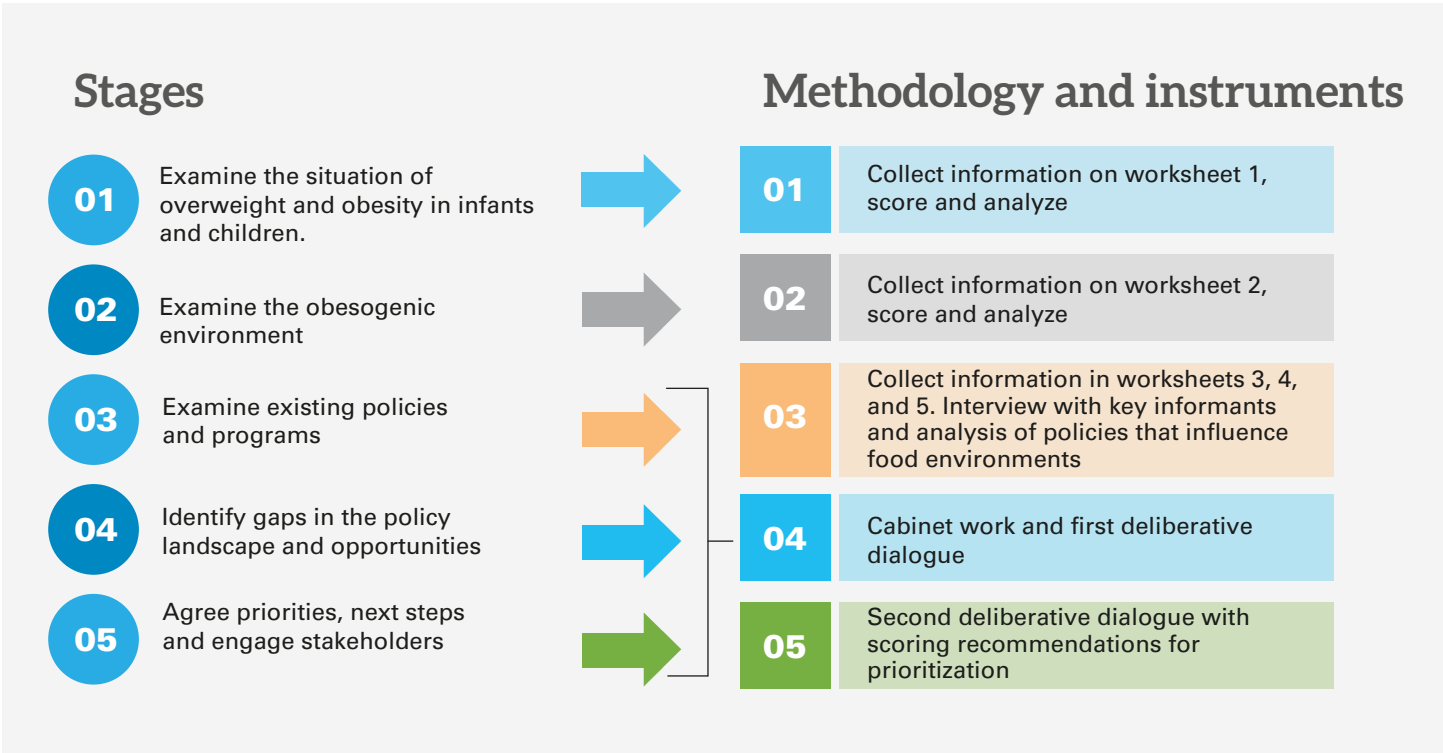 Stages
Methodology and instruments
01
Examine the situation of
overweight and obesity in infants
and children.
01
Collect information on worksheet 1,
score and analyze
02
Examine the obesogenic
environment
02
Collect information on worksheet 2,
score and analyze
03
Examine existing policies
and programs
03
Collect information in worksheets 3, 4,
and 5. Interview with key informants
and analysis of policies that influence
food environments
04
Identify gaps in the policy
landscape and opportunities
04
Cabinet work and first deliberative
dialogue
05
Agree priorities, next steps
and engage stakeholders
05
Second deliberative dialogue with
scoring recommendations for
prioritization